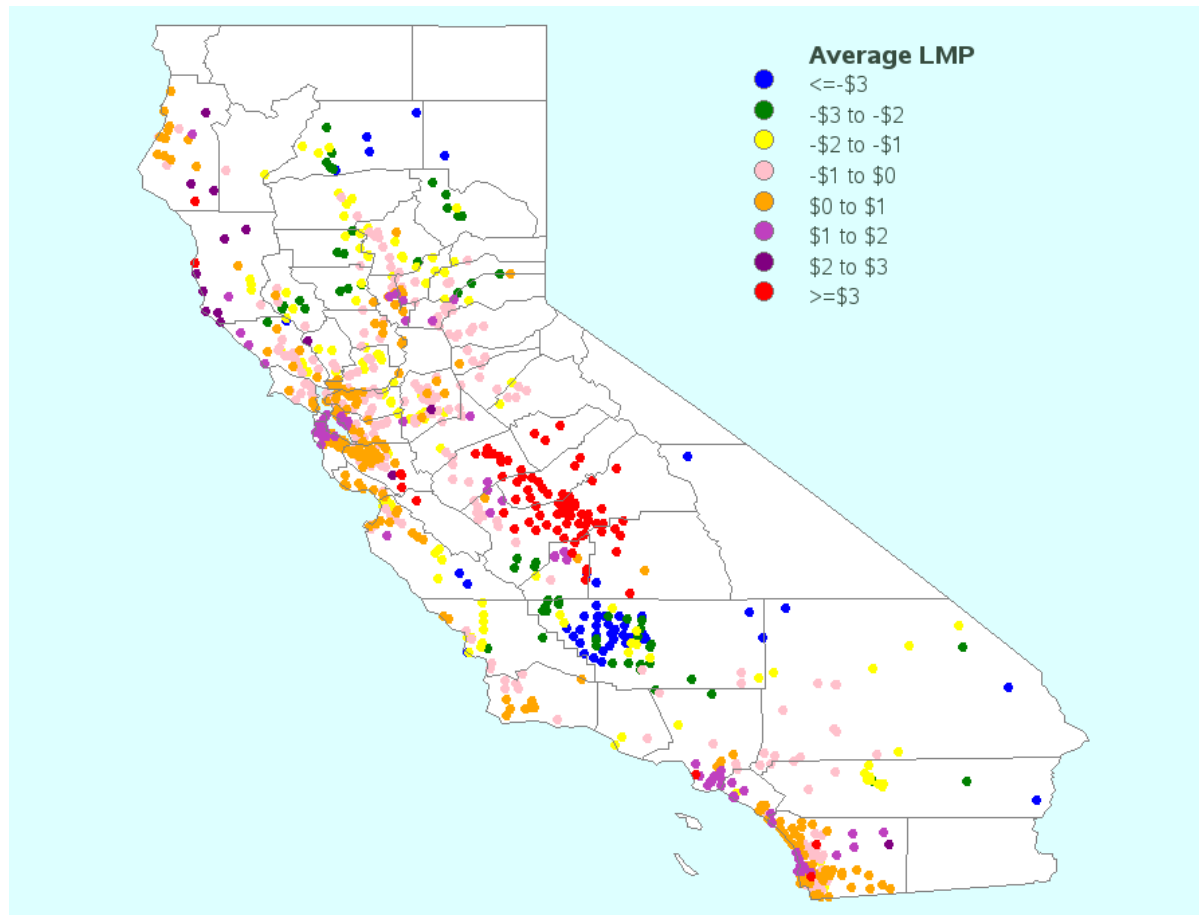 Average LMP
<=-$3
-$3 to -$2
-$2 to -$1
-$1 to $0
$0 to $1
$1 to $2
$2 to $3
>=$3